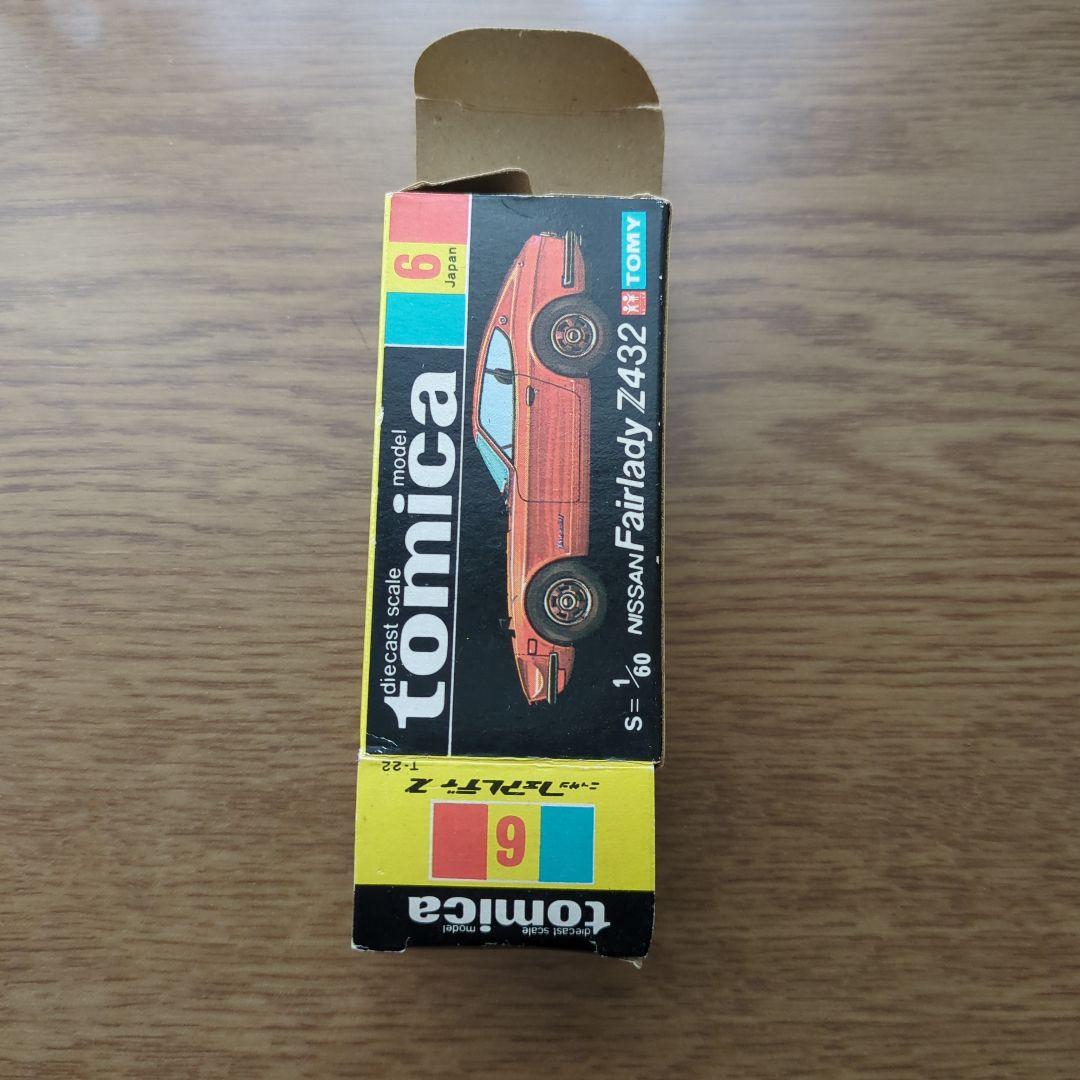 diecast scale model
tomica
6
Japan
S=1/60 NISSAN Fairlady Z432
TOMY
diecast scale model
tomica
6
ニッサン フェアレディ Z
T-22